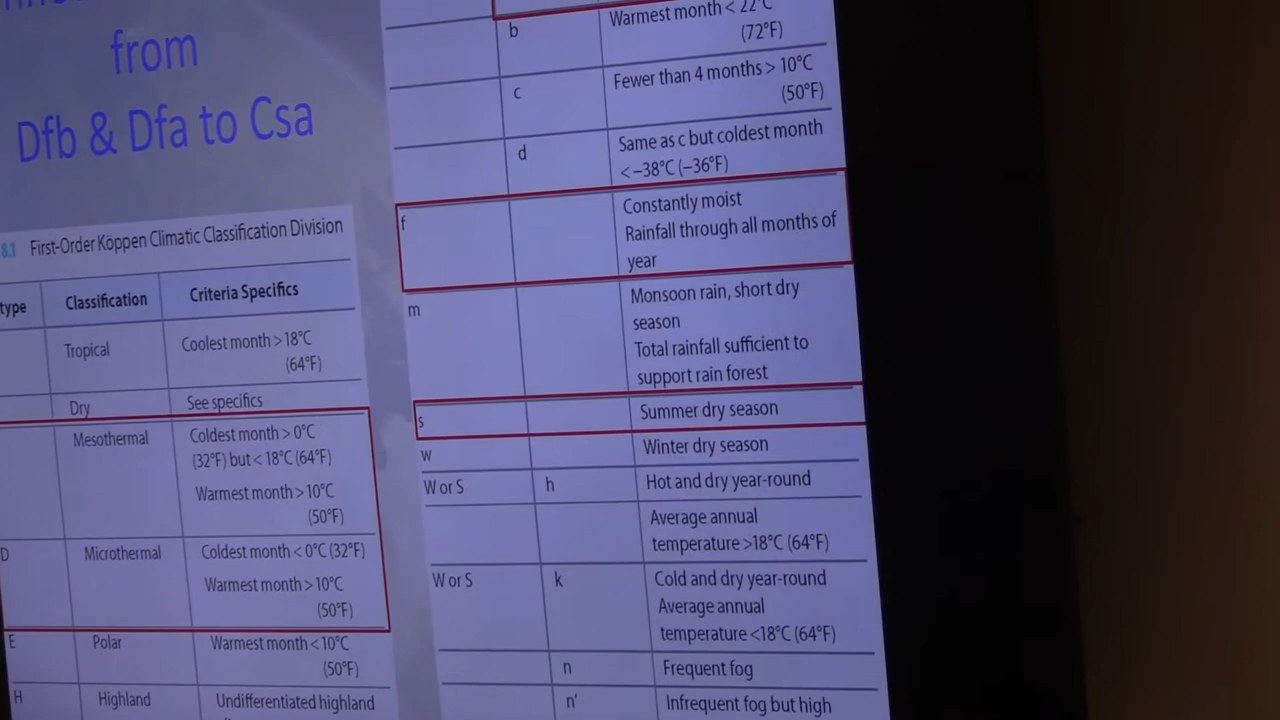 from
Dfb & Dfa to Csa
8.1 First-Order Köppen Climatic Classification Division
type Classification Criteria Specifics
Tropical Coolest month >18°C
(64°F)
Dry See specifics
Mesothermal Coldest month > 0°C
(32°F) but < 18°C (64°F)
Warmest month >10°C
(50°F)
D Microthermal Coldest month < 0°C (32°F)
Warmest month >10°C
(50°F)
E Polar Warmest month <10°C
(50°F)
H Highland Undifferentiated highland
b Warmest month < 22°C
(72°F)
c Fewer than 4 months > 10°C
(50°F)
d Same as c but coldest month
< –38°C (–36°F)
f Constantly moist
Rainfall through all months of
year
m Monsoon rain, short dry
season
Total rainfall sufficient to
support rain forest
s Summer dry season
w Winter dry season
W or S h Hot and dry year-round
Average annual
temperature >18°C (64°F)
W or S k Cold and dry year-round
Average annual
temperature <18°C (64°F)
n Frequent fog
n' Infrequent fog but high